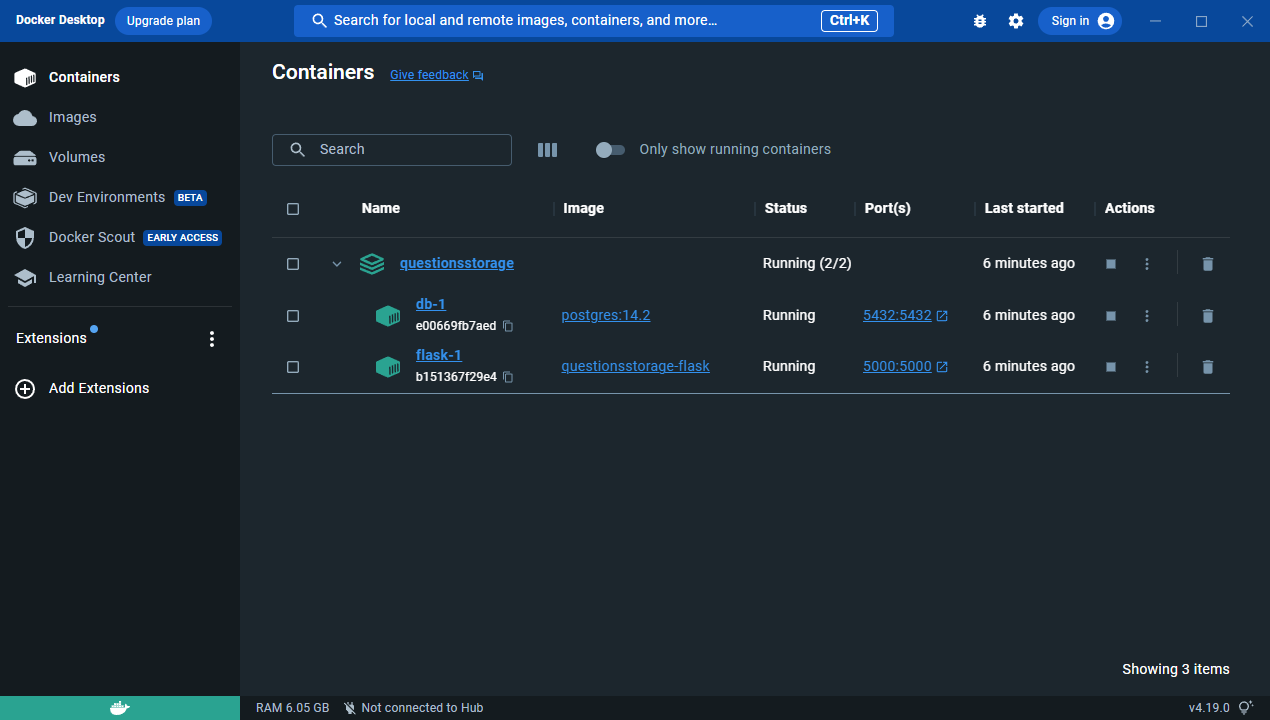 Docker Desktop Upgrade plan Search for local and remote images, containers, and more... Ctrl+K Sign in
Containers
Images
Volumes
Dev Environments BETA
Docker Scout EARLY ACCESS
Learning Center
Extensions
Add Extensions
Containers Give feedback
Search Only show running containers
Name Image Status Port(s) Last started Actions
questionsstorage Running (2/2) 6 minutes ago
db-1
e00669fb7aed postgres:14.2 Running 5432:5432 6 minutes ago
flask-1
b151367f29e4 questionsstorage-flask Running 5000:5000 6 minutes ago
Showing 3 items
RAM 6.05 GB Not connected to Hub v4.19.0